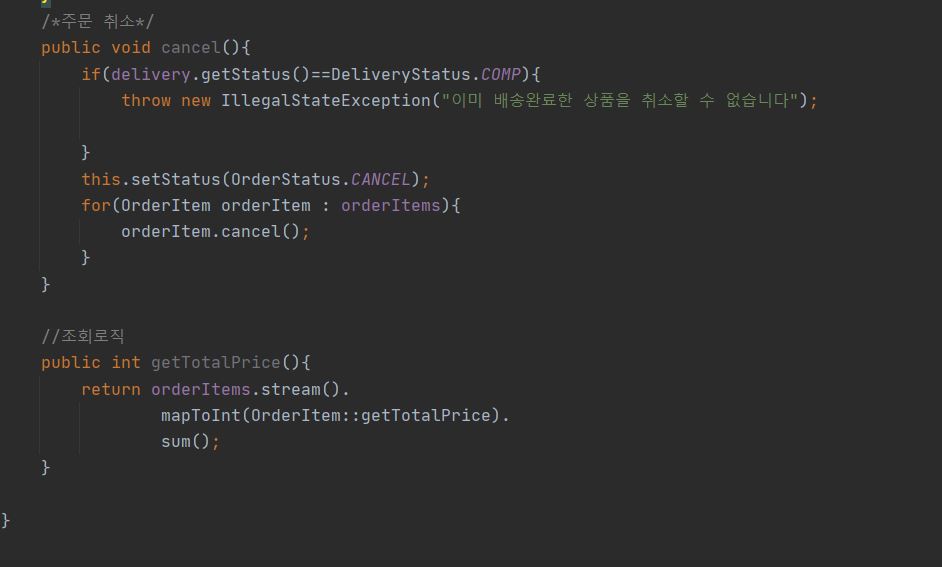 }
/*주문 취소*/
public void cancel(){
if(delivery.getStatus()==DeliveryStatus.COMP){
throw new IllegalStateException("이미 배송완료한 상품을 취소할 수 없습니다");
}
this.setStatus(OrderStatus.CANCEL);
for(OrderItem orderItem : orderItems){
orderItem.cancel();
}
}
//조회로직
public int getTotalPrice(){
return orderItems.stream().
mapToInt(OrderItem::getTotalPrice).
sum();
}
}